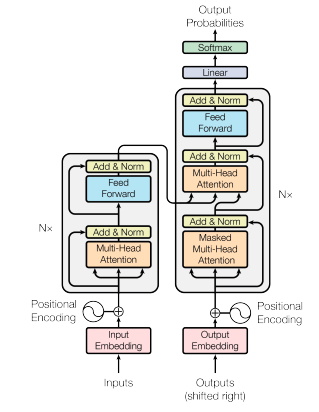 Output
Probabilities
Softmax
Linear
Add & Norm
Feed
Forward
Add & Norm
Multi-Head
Attention
Add & Norm
Masked
Multi-Head
Attention
N×
Add & Norm
Feed
Forward
Add & Norm
Multi-Head
Attention
N×
Positional
Encoding
Positional
Encoding
Input
Embedding
Output
Embedding
Inputs
Outputs
(shifted right)